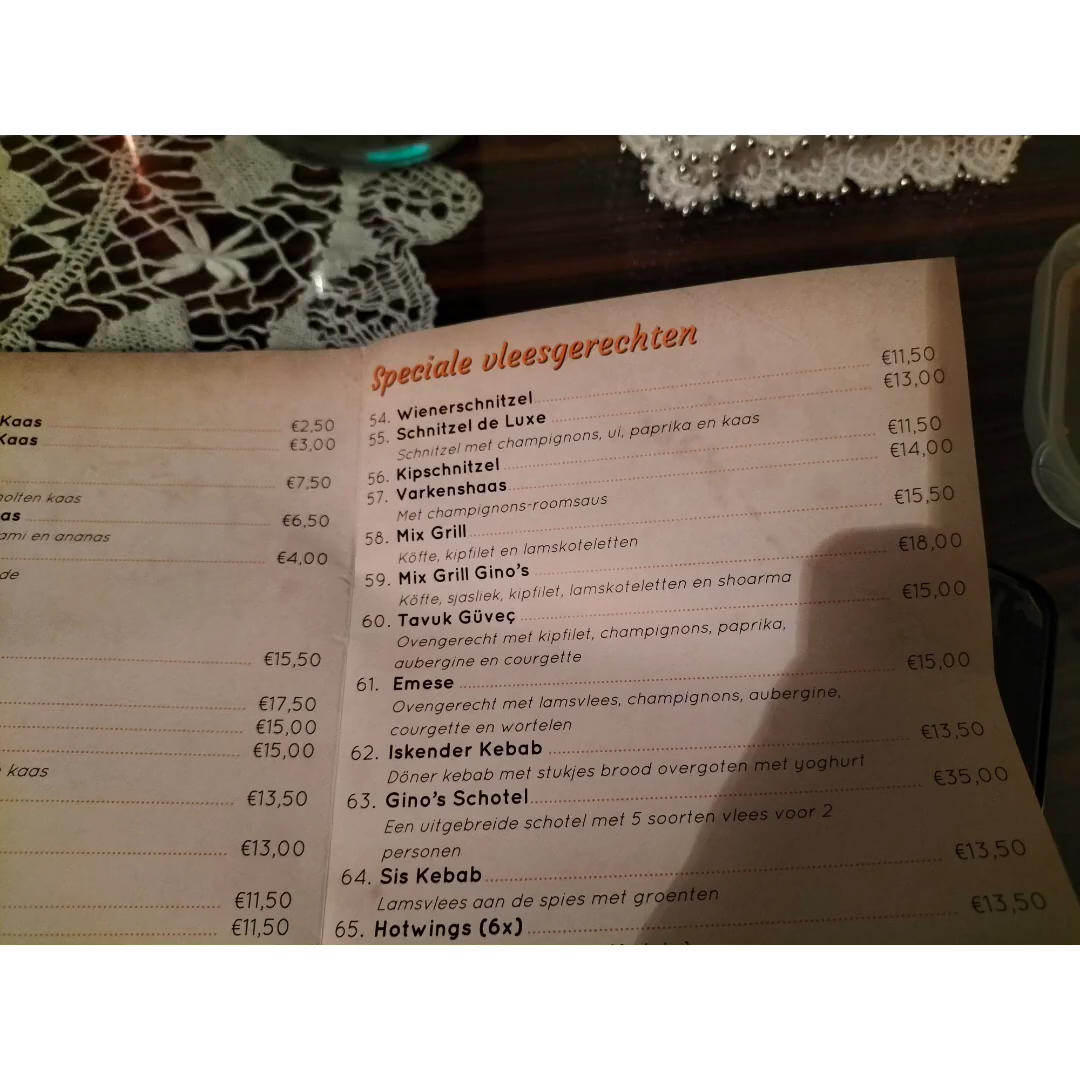 Kaas €2,50
Kaas €3,00
€7,50
olten kaas
as €6,50
ami en ananas
€4,00
de
€15,50
€17,50
€15,00
€15,00
kaas
€13,50
€13,00
€11,50
€11,50
Speciale vleesgerechten
54. Wienerschnitzel €11,50
55. Schnitzel de Luxe €13,00
Schnitzel met champignons, ui, paprika en kaas
56. Kipschnitzel €11,50
57. Varkenshaas €14,00
Met champignons-roomsaus
58. Mix Grill €15,50
Köfte, kipfilet en lamskoteletten
59. Mix Grill Gino's €18,00
Köfte, sjasliek, kipfilet, lamskoteletten en shoarma
60. Tavuk Güveç €15,00
Ovengerecht met kipfilet, champignons, paprika,
aubergine en courgette
61. Emese €15,00
Ovengerecht met lamsvlees, champignons, aubergine,
courgette en wortelen
62. Iskender Kebab €13,50
Döner kebab met stukjes brood overgoten met yoghurt
63. Gino's Schotel €35,00
Een uitgebreide schotel met 5 soorten vlees voor 2
personen
64. Sis Kebab €13,50
Lamsvlees aan de spies met groenten
65. Hotwings (6x) €13,50